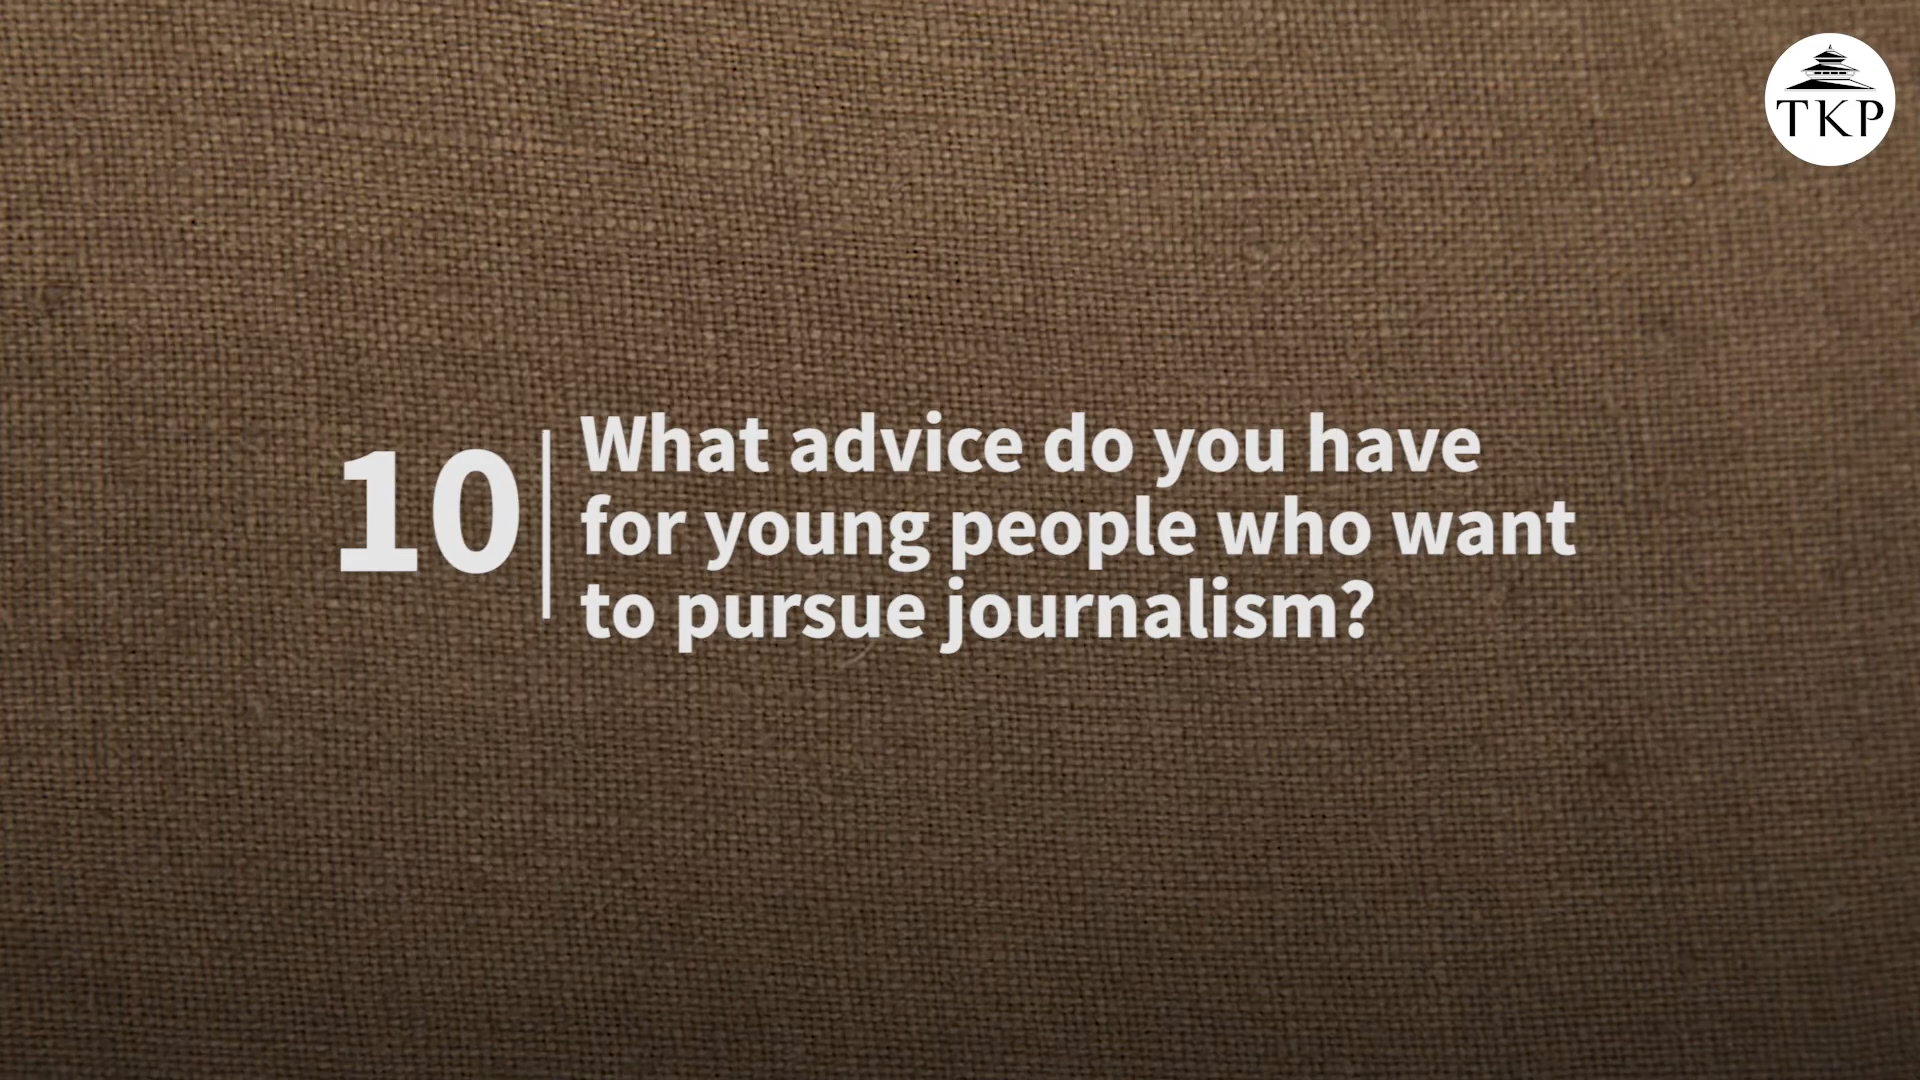 TKP
10
What advice do you have
for young people who want
to pursue journalism?